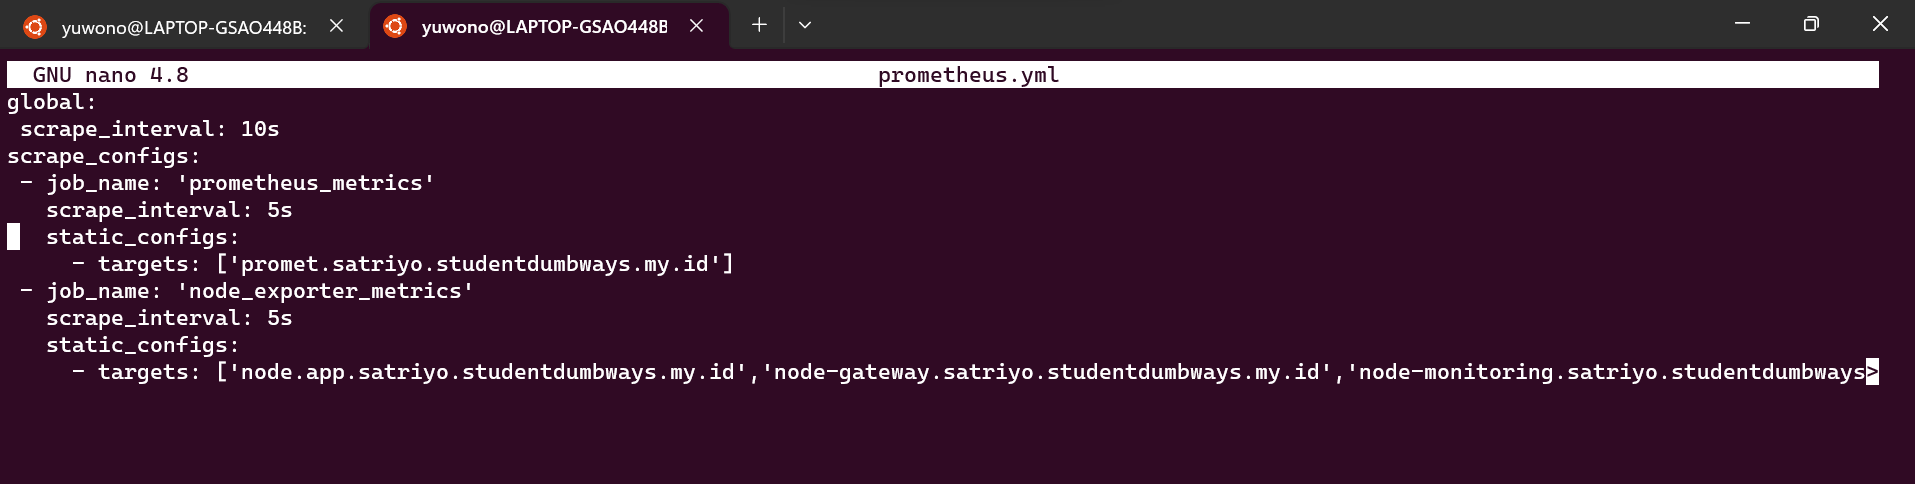 yuwono@LAPTOP-GSAO448B:
yuwono@LAPTOP-GSAO448B
GNU nano 4.8 prometheus.yml
global:
 scrape_interval: 10s
scrape_configs:
 - job_name: 'prometheus_metrics'
   scrape_interval: 5s
   static_configs:
     - targets: ['promet.satriyo.studentdumbways.my.id']
 - job_name: 'node_exporter_metrics'
   scrape_interval: 5s
   static_configs:
     - targets: ['node.app.satriyo.studentdumbways.my.id','node-gateway.satriyo.studentdumbways.my.id','node-monitoring.satriyo.studentdumbways>